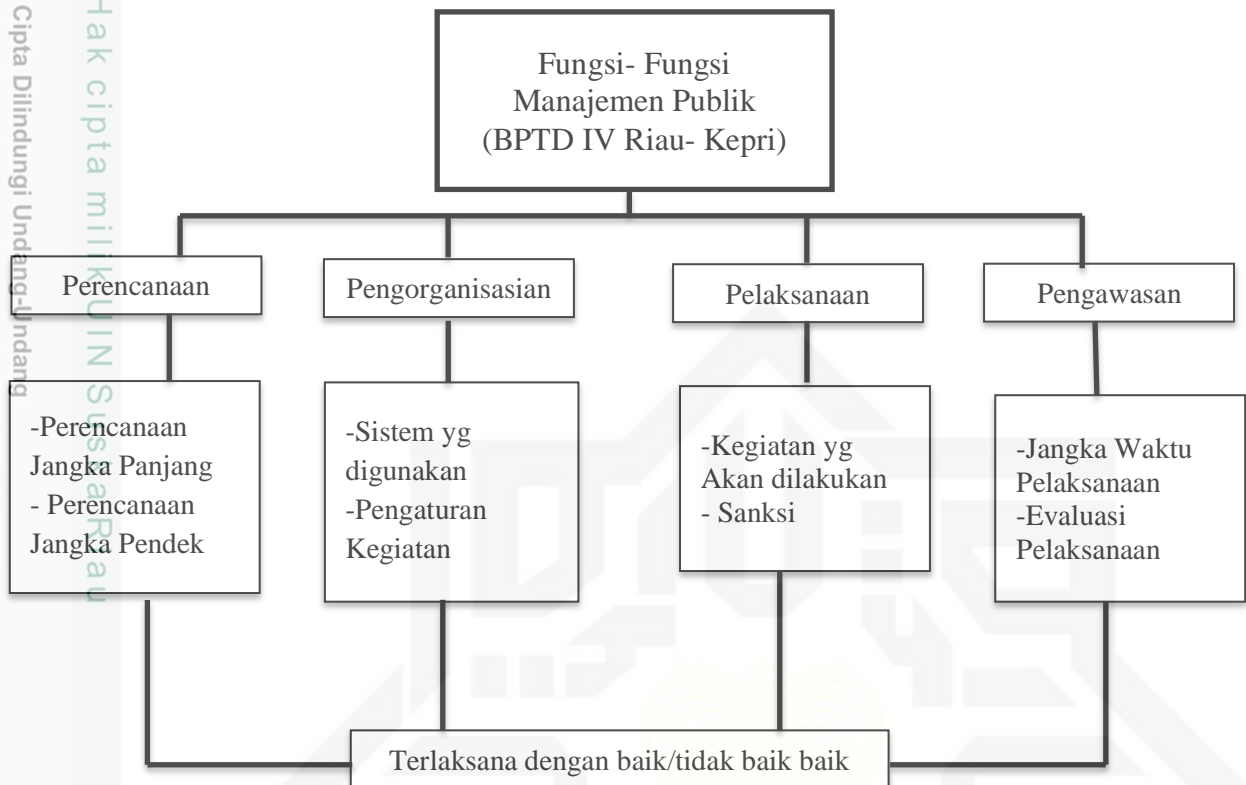 Hak cipta milik UIN Suska Riau
Cipta Dilindungi Undang-Undang
Fungsi- Fungsi
Manajemen Publik
(BPTD IV Riau- Kepri)
Perencanaan
Pengorganisasian
Pelaksanaan
Pengawasan
-Perencanaan
Jangka Panjang
- Perencanaan
Jangka Pendek
-Sistem yg
digunakan
-Pengaturan
Kegiatan
-Kegiatan yg
Akan dilakukan
- Sanksi
-Jangka Waktu
Pelaksanaan
-Evaluasi
Pelaksanaan
Terlaksana dengan baik/tidak baik baik